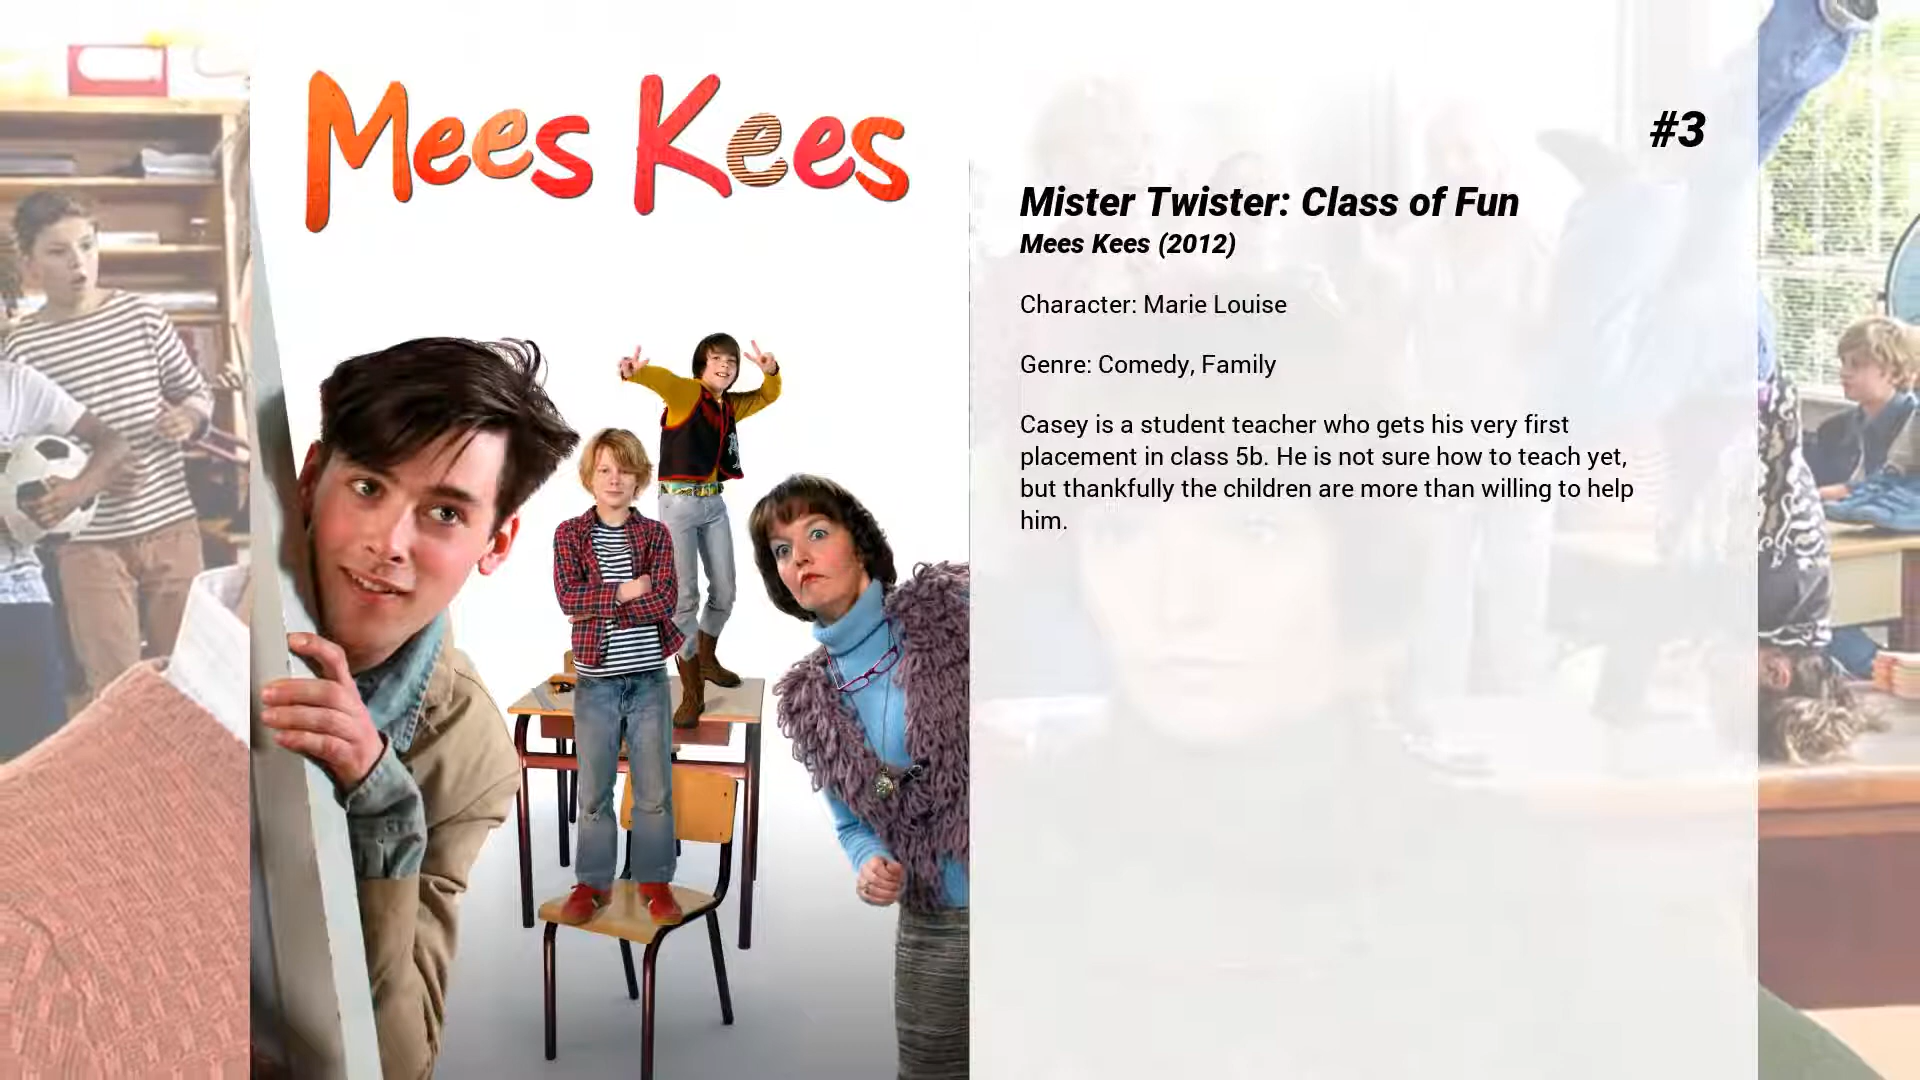 Mees Kees
#3
Mister Twister: Class of Fun
Mees Kees (2012)
Character: Marie Louise
Genre: Comedy, Family
Casey is a student teacher who gets his very first
placement in class 5b. He is not sure how to teach yet,
but thankfully the children are more than willing to help
him.